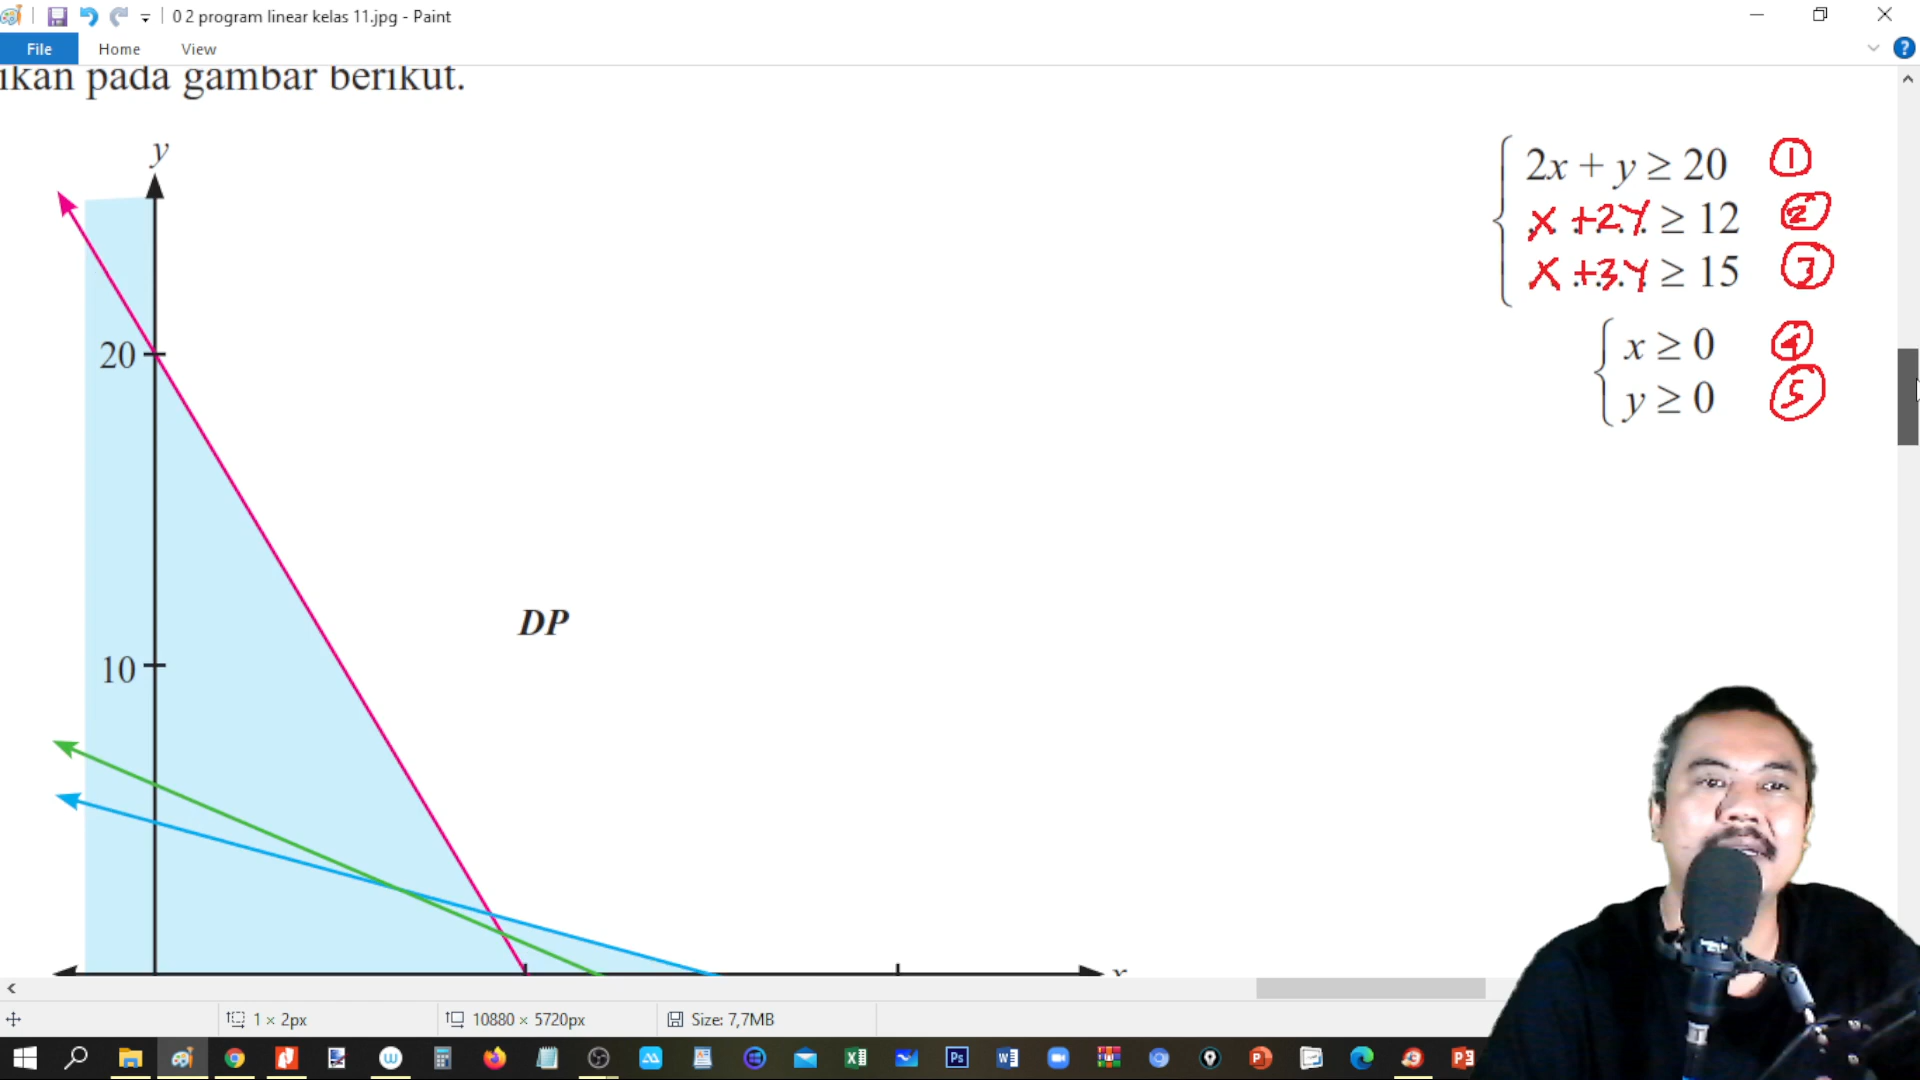 0 2 program linear kelas 11.jpg - Paint
File Home View
ikan pada gambar berikut.
y
20
10
DP
x
2x + y ≥ 20 ①
x + 2y ≥ 12 ②
x + 3y ≥ 15 ③
x ≥ 0 ④
y ≥ 0 ⑤
1 × 2px
10880 × 5720px
Size: 7,7MB